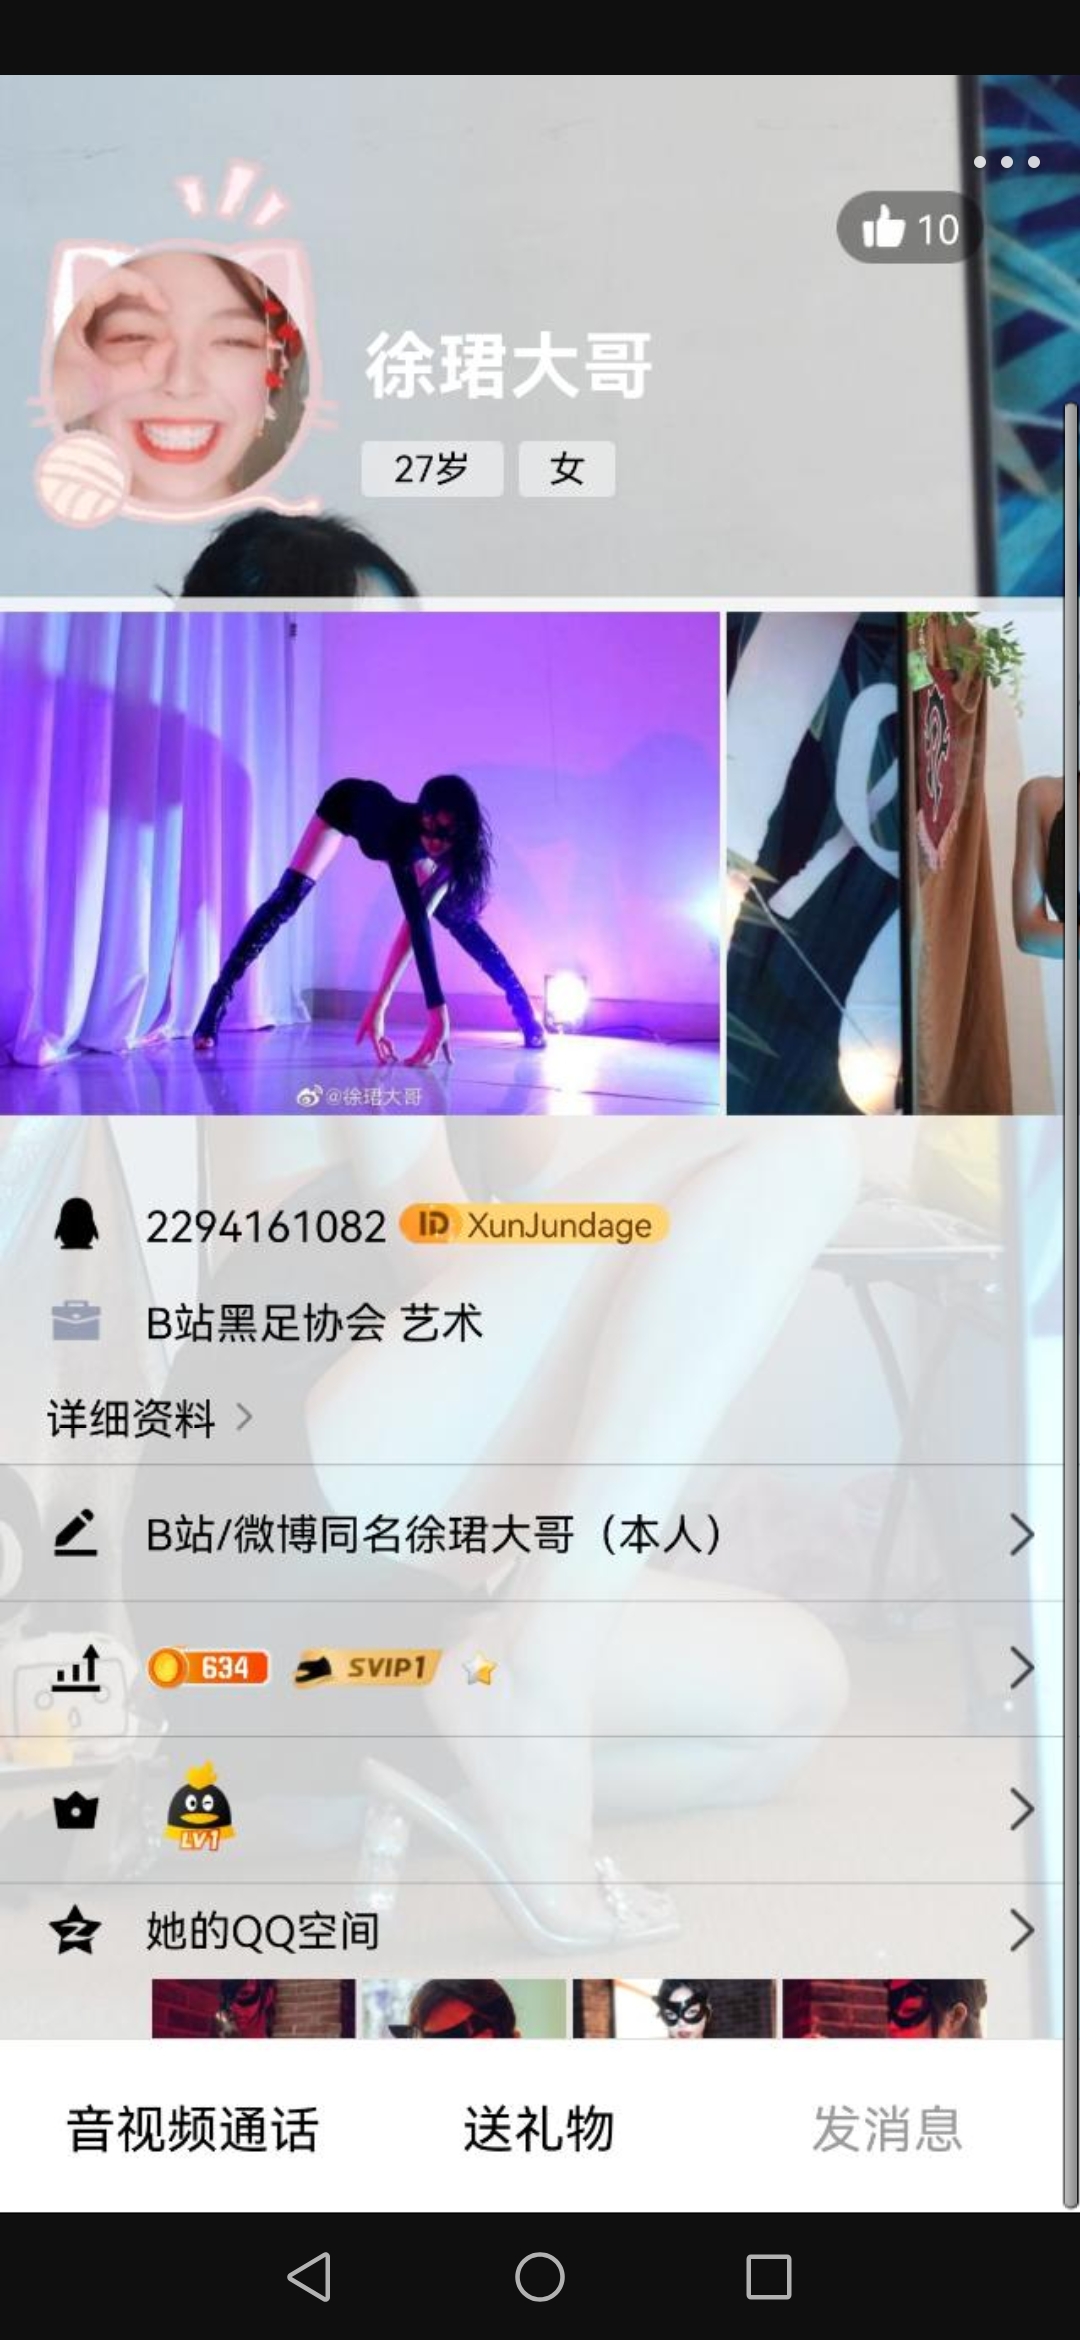 10
徐珺大哥
27岁 女
@徐珺大哥
2294161082 ID XunJundage
B站黑足协会 艺术
详细资料
B站/微博同名徐珺大哥（本人）
634 SVIP1
LV1
她的QQ空间
音视频通话 送礼物 发消息